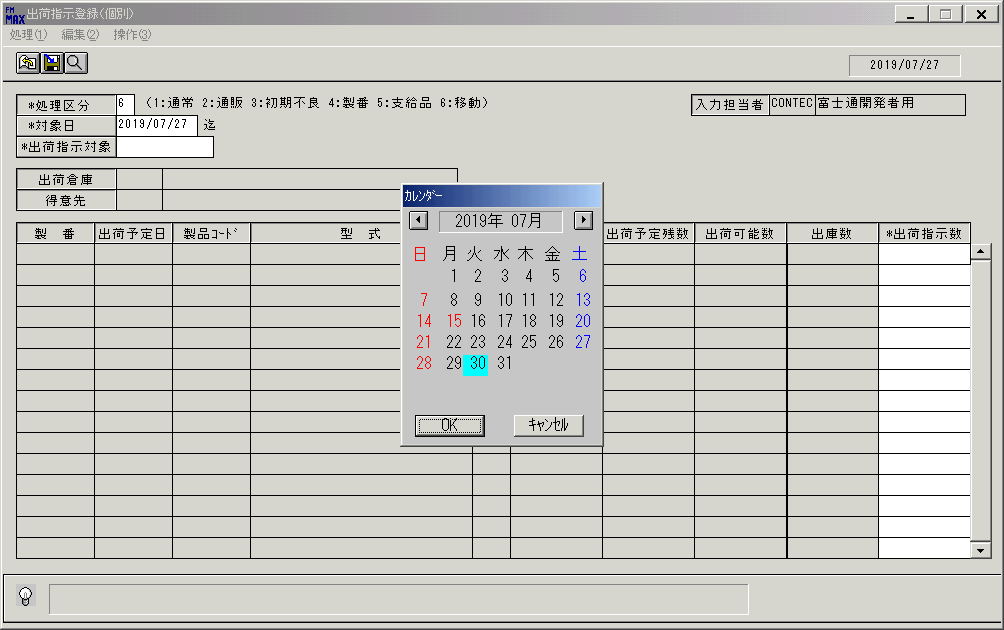 FM MAX 出荷指示登録(個別)
処理(1) 編集(2) 操作(3)
2019/07/27
*処理区分 6 (1:通常 2:通販 3:初期不良 4:製番 5:支給品 6:移動)
入力担当者 CONTEC 富士通開発者用
*対象日 2019/07/27 迄
*出荷指示対象
出荷倉庫
得意先
製 番 出荷予定日 製品コード 型 式 出荷予定残数 出荷可能数 出庫数 *出荷指示数
カレンダー
2019年 07月
日 月 火 水 木 金 土
1 2 3 4 5 6
7 8 9 10 11 12 13
14 15 16 17 18 19 20
21 22 23 24 25 26 27
28 29 30 31
OK キャンセル